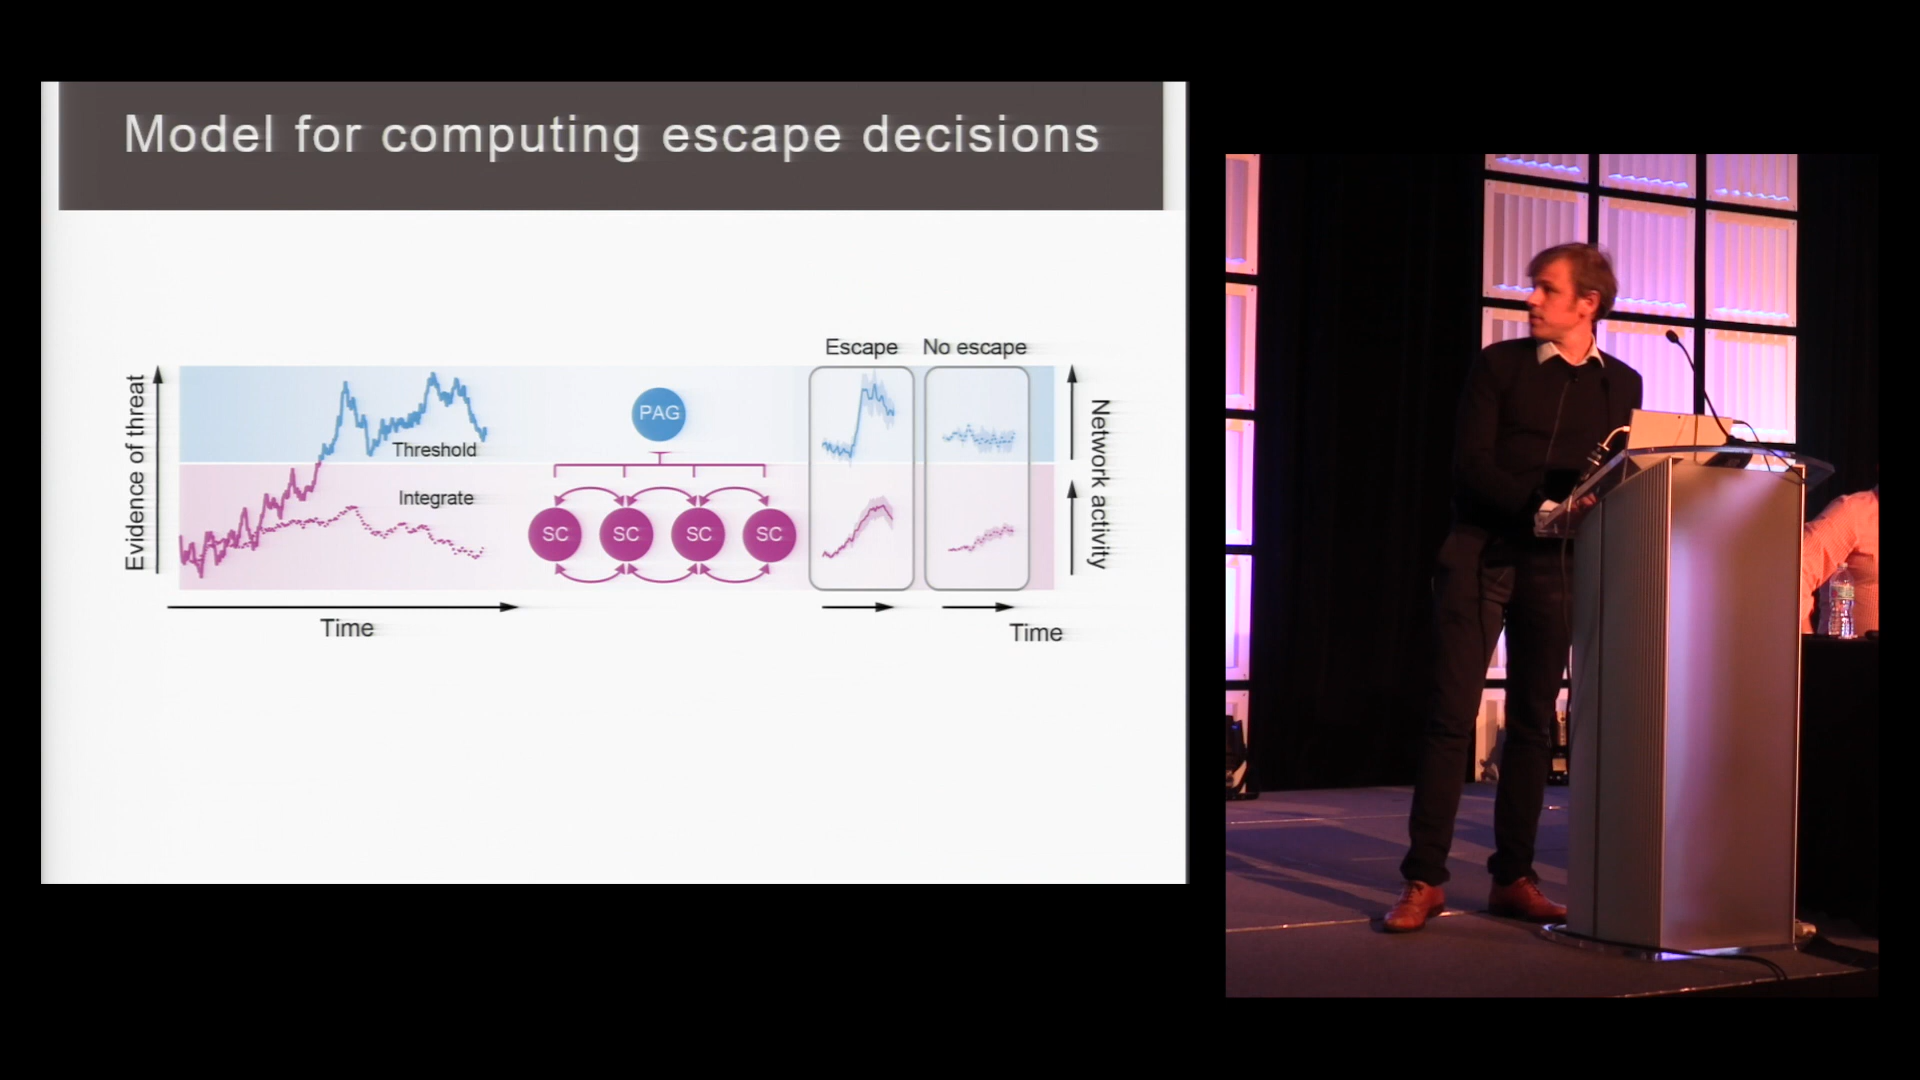 Model for computing escape decisions
Escape
No escape
Evidence of threat
Threshold
Integrate
PAG
SC
SC
SC
SC
Network activity
Time
Time